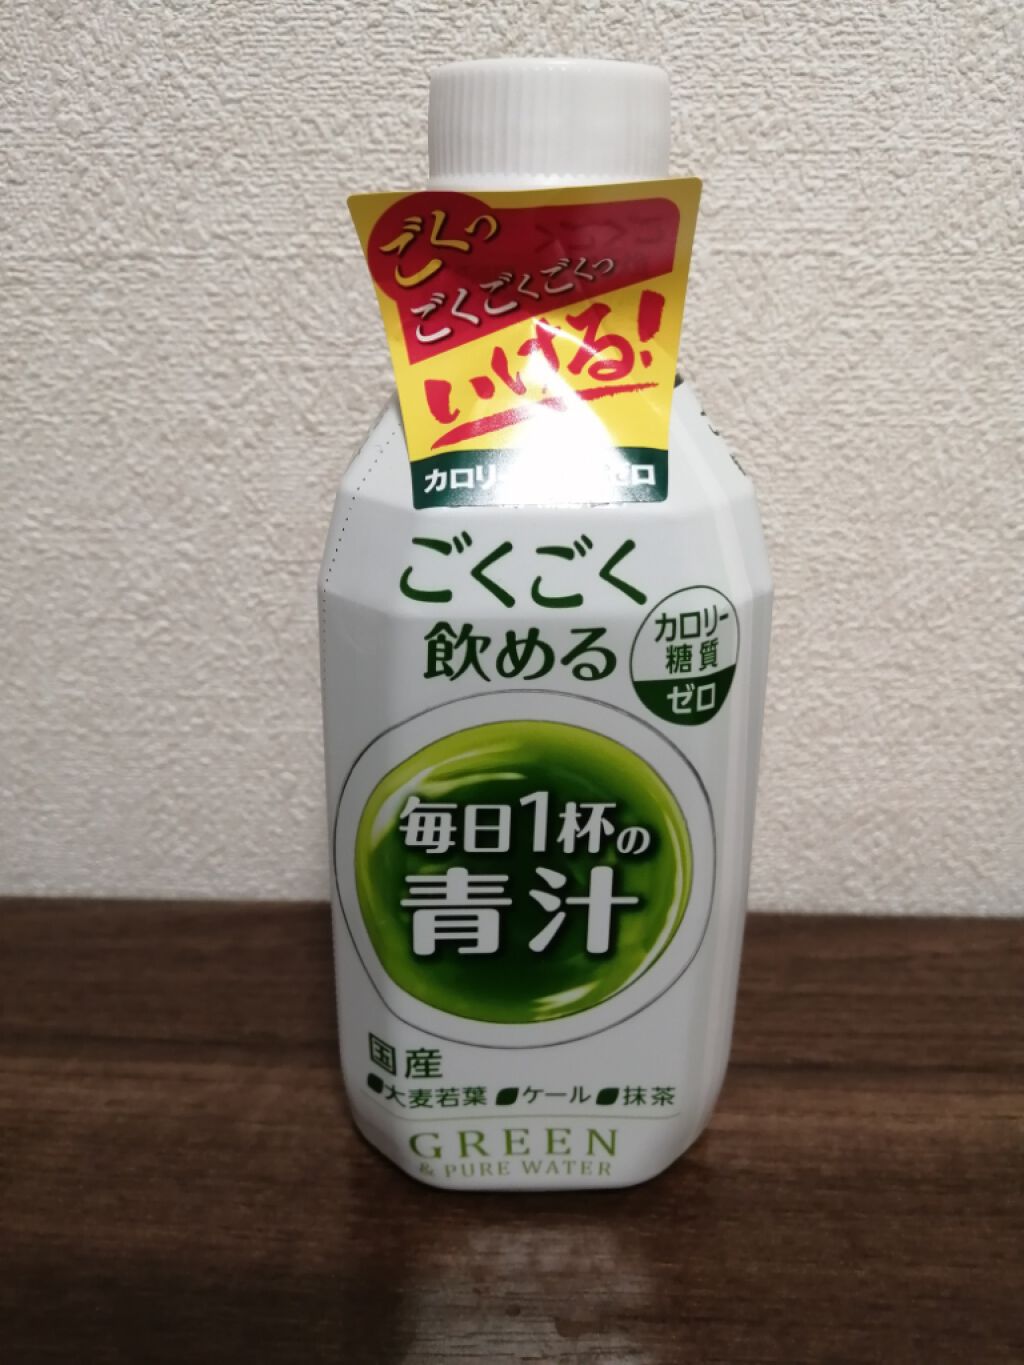 ごくっ
ごくごくごくっ
いける!
カロリー ゼロ
ごくごく
飲める
カロリー
糖質
ゼロ
毎日1杯の
青汁
国産
大麦若葉 ケール 抹茶
GREEN
& PURE WATER